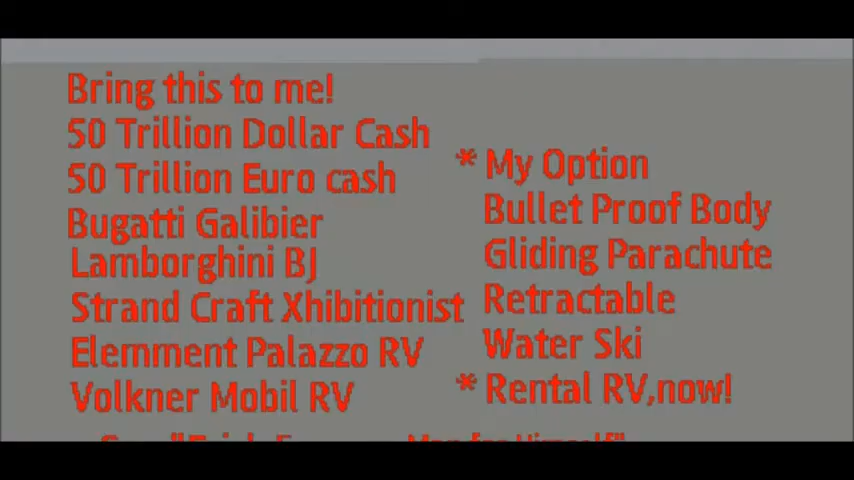 Bring this to me!
50 Trillion Dollar Cash
50 Trillion Euro cash
Bugatti Galibier
Lamborghini BJ
Strand Craft Xhibitionist
Elemment Palazzo RV
Volkner Mobil RV
* My Option
Bullet Proof Body
Gliding Parachute
Retractable
Water Ski
* Rental RV,now!